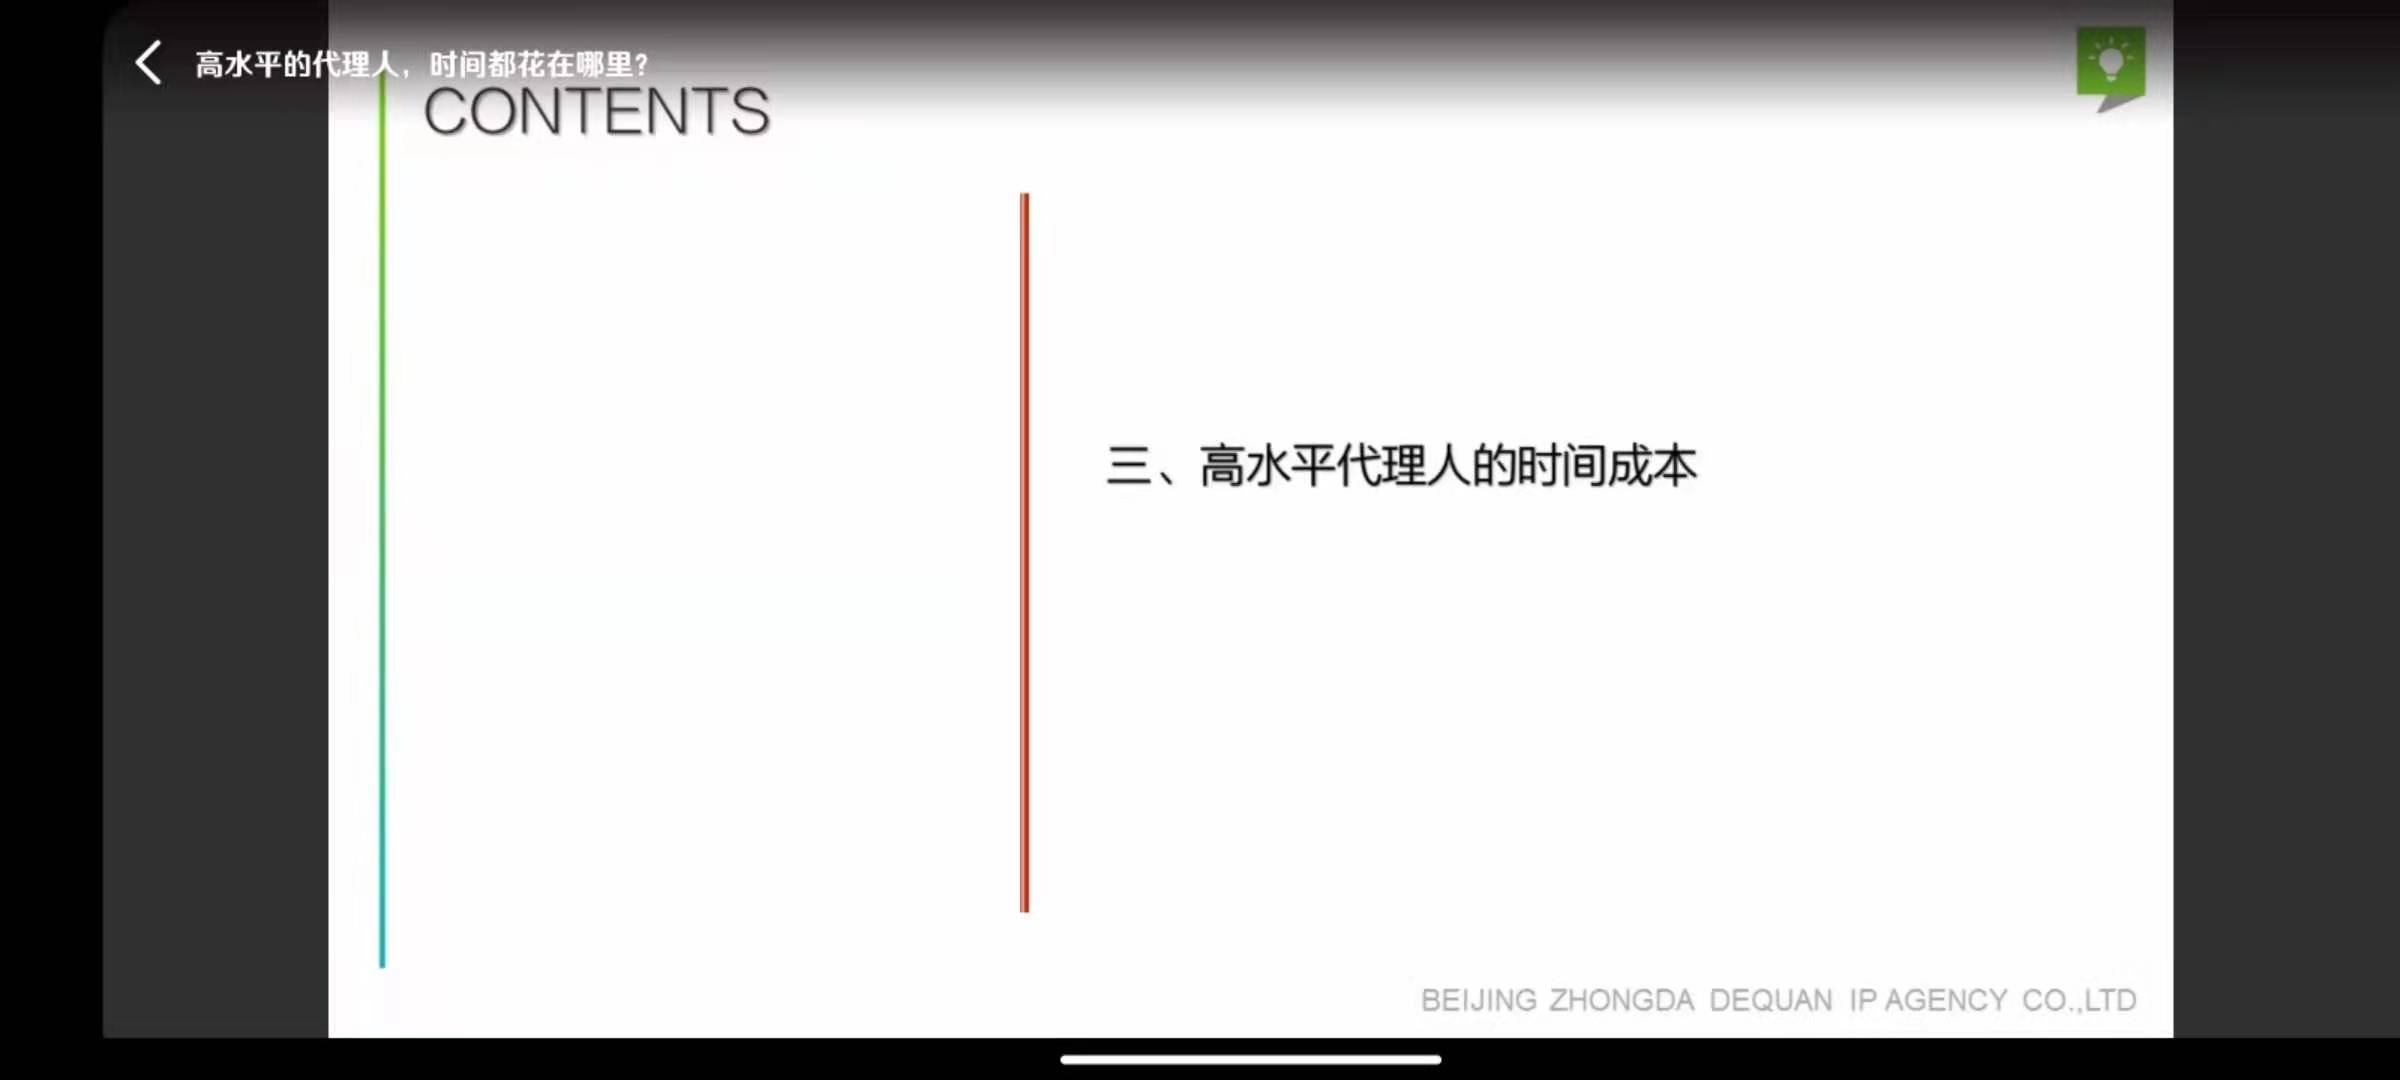 高水平的代理人，时间都花在哪里?
CONTENTS
三、高水平代理人的时间成本
BEIJING ZHONGDA DEQUAN IP AGENCY CO.,LTD